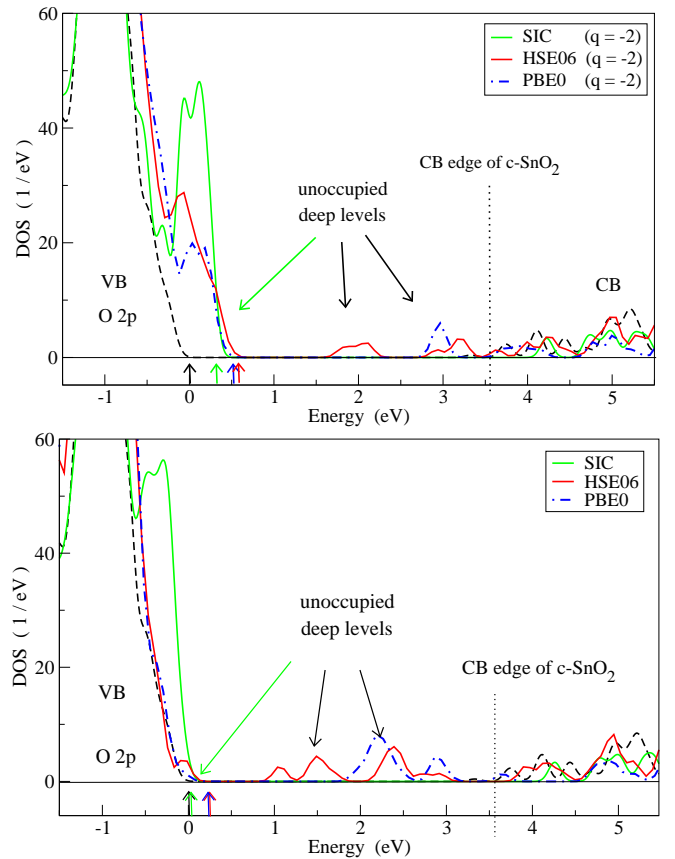 60
SIC (q = -2)
HSE06 (q = -2)
PBE0 (q = -2)
40
CB edge of c-SnO2
unoccupied
deep levels
DOS ( 1 / eV )
20
VB
CB
O 2p
0
-1 0 1 2 3 4 5
Energy (eV)
60
SIC
HSE06
PBE0
40
unoccupied
deep levels
DOS ( 1 / eV )
CB edge of c-SnO2
20
VB
O 2p
0
-1 0 1 2 3 4 5
Energy (eV)